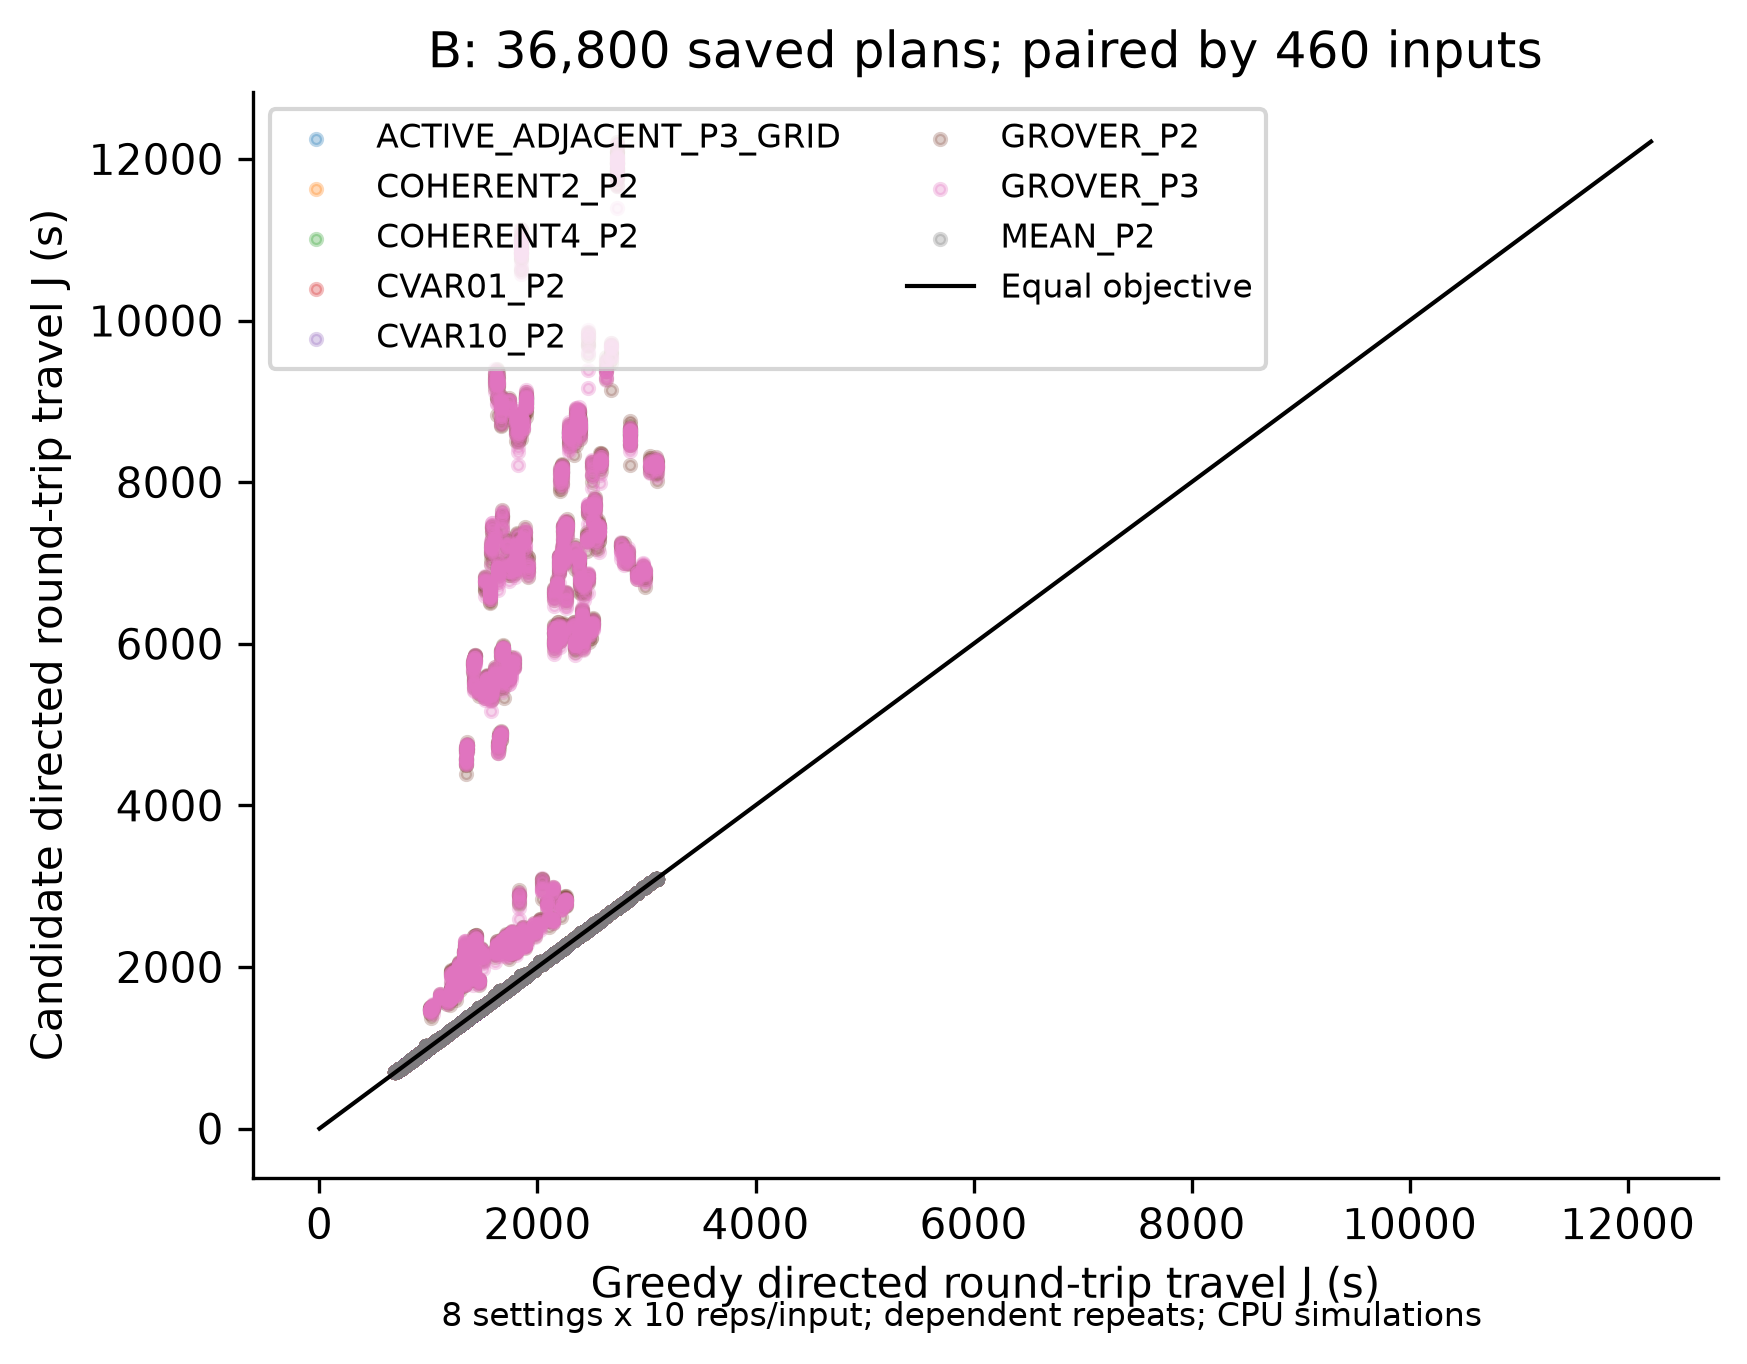 B: 36,800 saved plans; paired by 460 inputs
ACTIVE_ADJACENT_P3_GRID
COHERENT2_P2
COHERENT4_P2
CVAR01_P2
CVAR10_P2
GROVER_P2
GROVER_P3
MEAN_P2
Equal objective
Candidate directed round-trip travel J (s)
12000
10000
8000
6000
4000
2000
0
0 2000 4000 6000 8000 10000 12000
Greedy directed round-trip travel J (s)
8 settings x 10 reps/input; dependent repeats; CPU simulations